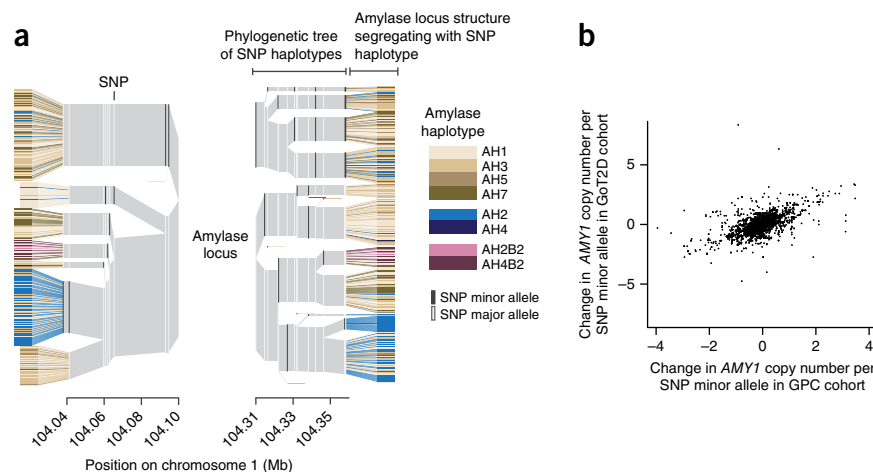 a
Phylogenetic tree
of SNP haplotypes
Amylase locus structure
segregating with SNP
haplotype
SNP
Amylase
locus
Amylase
haplotype
AH1
AH3
AH5
AH7
AH2
AH4
AH2B2
AH4B2
SNP minor allele
SNP major allele
104.04
104.06
104.08
104.10
104.31
104.33
104.35
Position on chromosome 1 (Mb)
b
Change in AMY1 copy number per
SNP minor allele in GoT2D cohort
5
0
−5
−4
−2
0
2
4
Change in AMY1 copy number per
SNP minor allele in GPC cohort